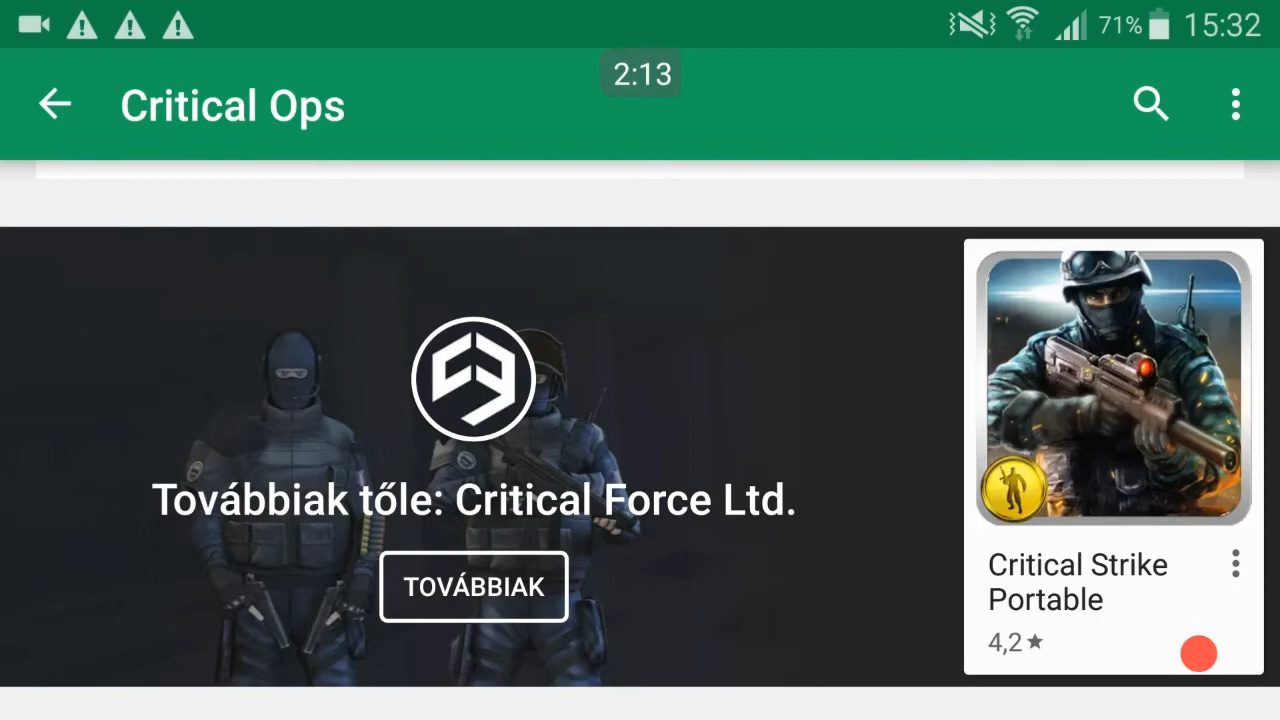 71% 15:32
2:13
Critical Ops
Továbbiak tőle: Critical Force Ltd.
TOVÁBBIAK
Critical Strike
Portable
4,2★